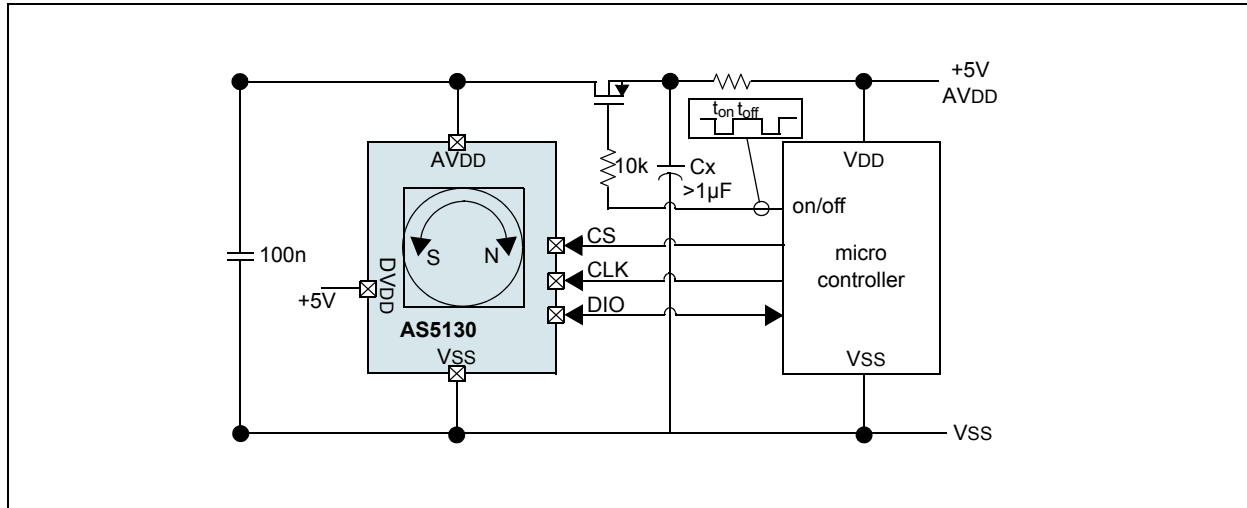 +5V
AVDD
ton toff
AVDD
VDD
10k
Cx
>1µF
on/off
CS
micro
controller
S
N
CLK
100n
DVDD
+5V
DIO
AS5130
VSS
VSS
VSS